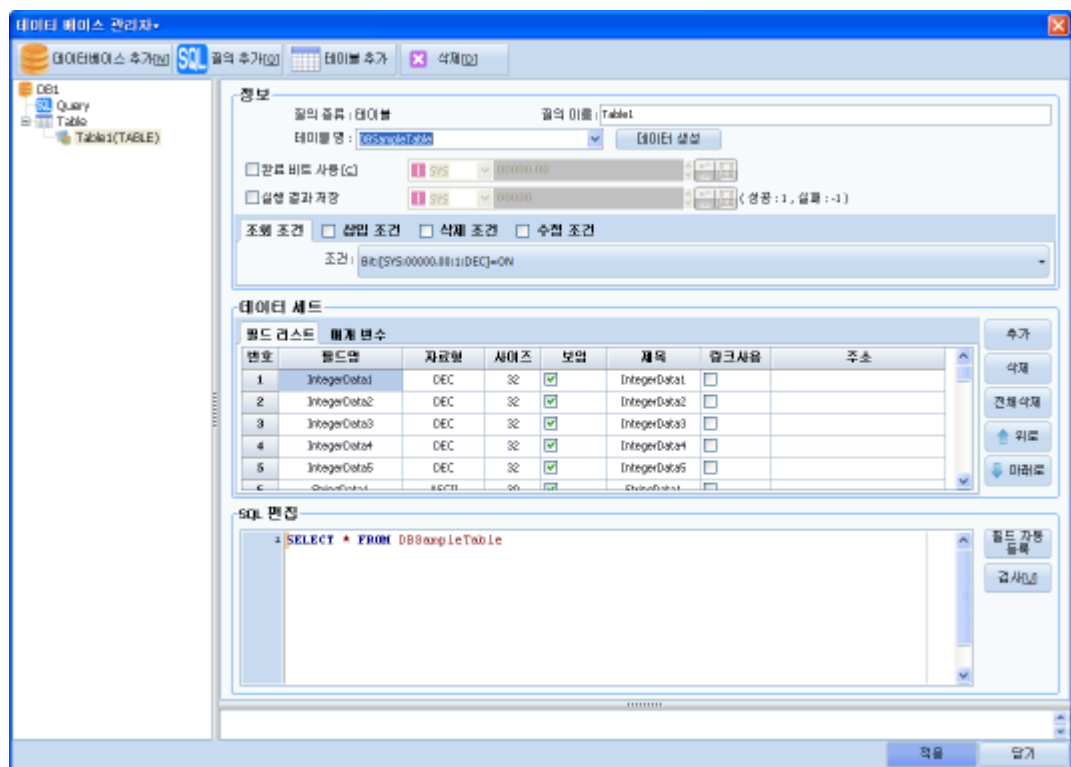 데이터 베이스 관리자
데이터베이스 추가[N] SQL 질의 추가[Q] 테이블 추가 삭제[D]
DB1
Query
Table
Table1(TABLE)
정보
질의 종류 : 테이블 질의 이름 : Table1
테이블 명 : DBSampleTable 데이터 생성
완료 비트 사용[C] SYS 00000.00
실행 결과 저장 SYS 00000 ( 성공 : 1 , 실패 : -1 )
조회 조건 삽입 조건 삭제 조건 수정 조건
조건 : Bit:[SYS:00000.00:1:DEC]=ON
데이터 세트
필드 리스트 매개 변수
번호 필드명 자료형 사이즈 보임 제목 링크사용 주소
1 IntegerData1 DEC 32 IntegerData1
2 IntegerData2 DEC 32 IntegerData2
3 IntegerData3 DEC 32 IntegerData3
4 IntegerData4 DEC 32 IntegerData4
5 IntegerData5 DEC 32 IntegerData5
6 StringData1 ASCII 20 StringData1
추가
삭제
전체삭제
위로
아래로
SQL 편집
1 SELECT * FROM DBSampleTable
필드 자동
등록
검사[U]
적용 닫기